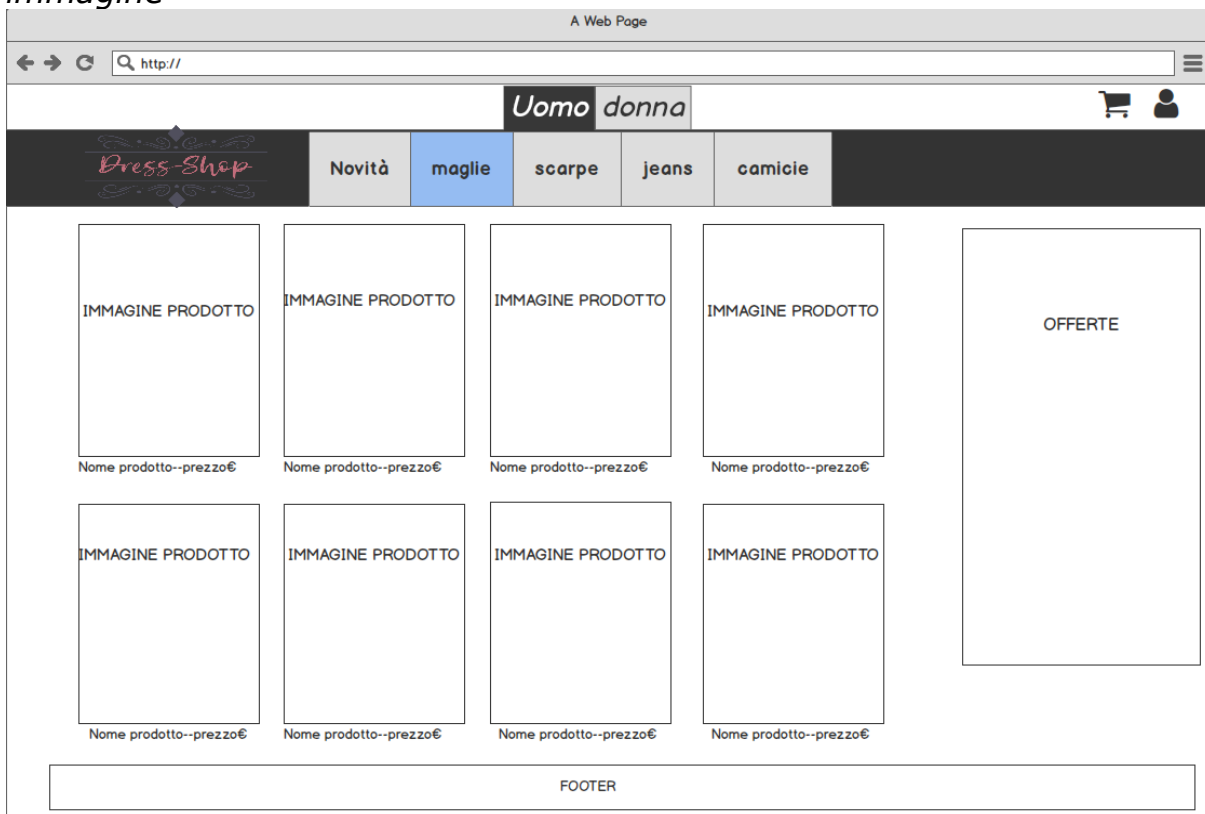 immagine
A Web Page
http://
Uomo donna
Dress-Shop
Novità maglie scarpe jeans camicie
IMMAGINE PRODOTTO IMMAGINE PRODOTTO IMMAGINE PRODOTTO IMMAGINE PRODOTTO
OFFERTE
Nome prodotto--prezzo€ Nome prodotto--prezzo€ Nome prodotto--prezzo€ Nome prodotto--prezzo€
IMMAGINE PRODOTTO IMMAGINE PRODOTTO IMMAGINE PRODOTTO IMMAGINE PRODOTTO
Nome prodotto--prezzo€ Nome prodotto--prezzo€ Nome prodotto--prezzo€ Nome prodotto--prezzo€
FOOTER